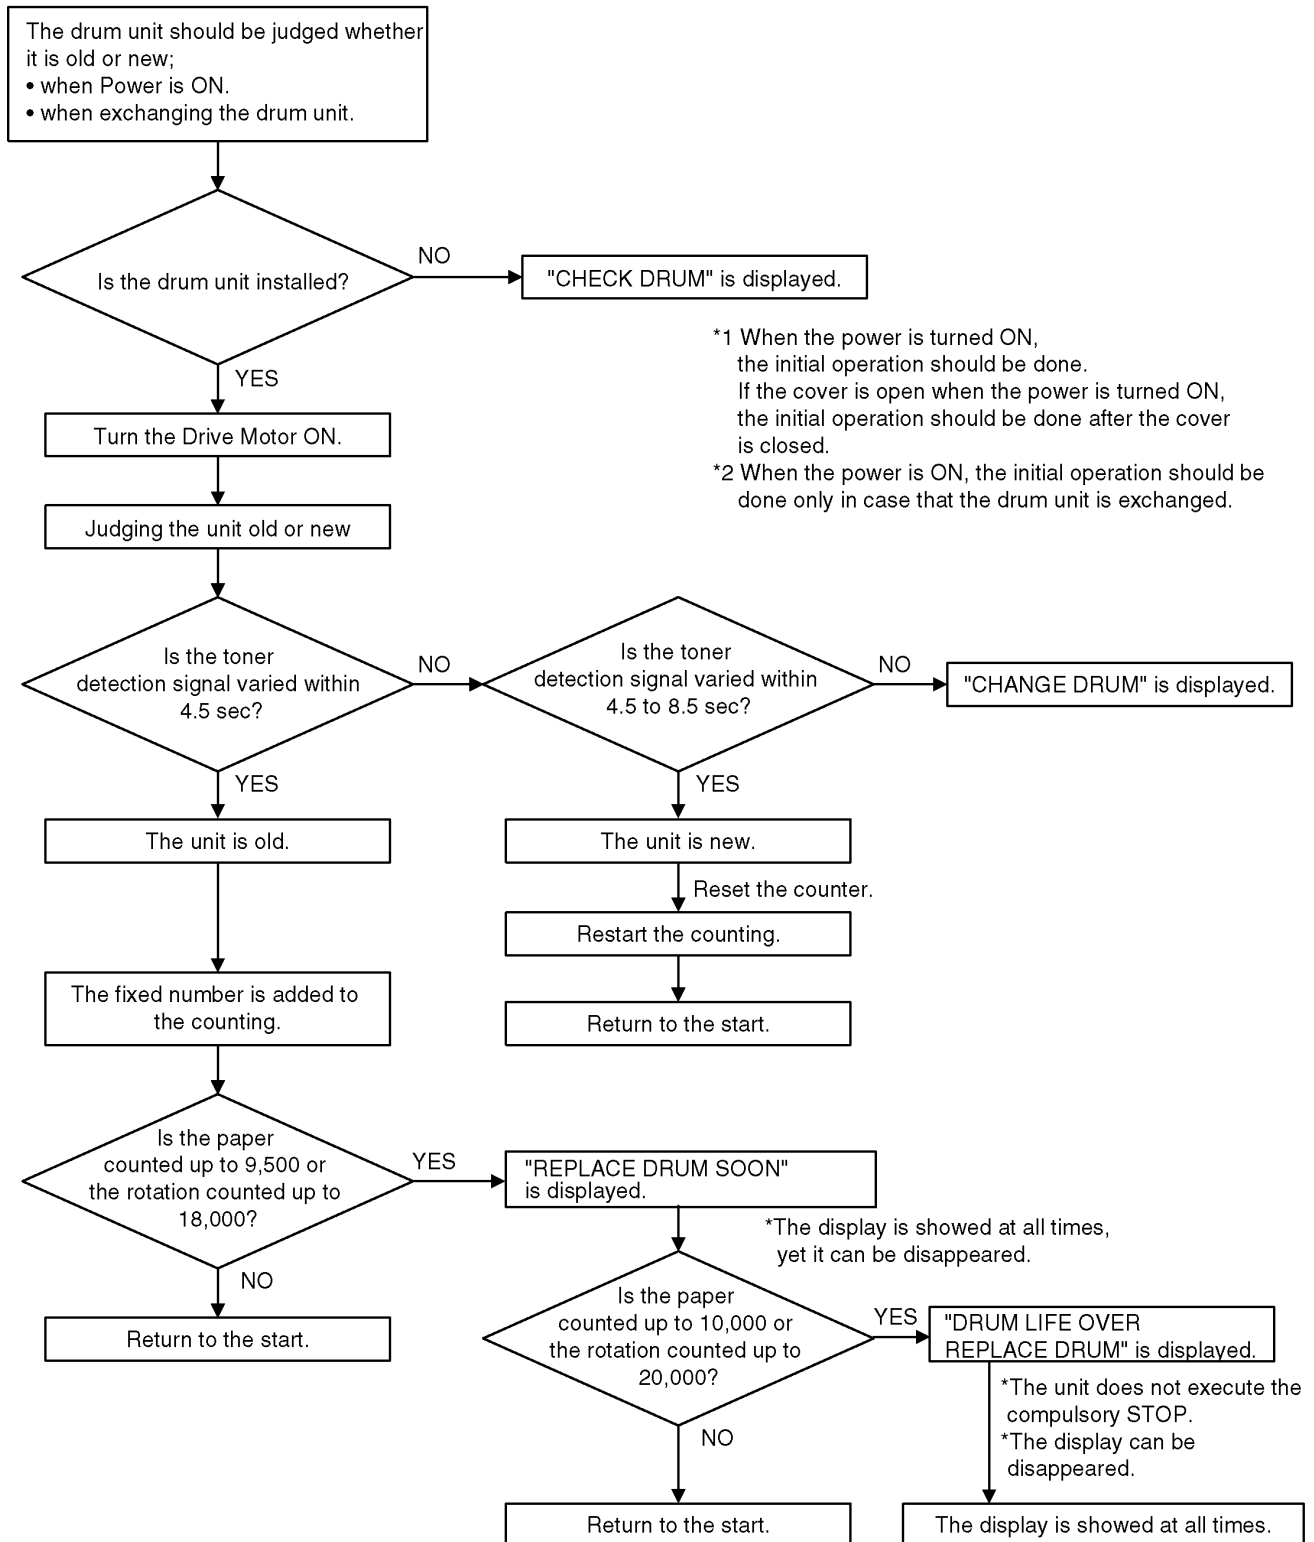 The drum unit should be judged whether
it is old or new;
• when Power is ON.
• when exchanging the drum unit.
Is the drum unit installed?
NO
"CHECK DRUM" is displayed.
*1 When the power is turned ON,
the initial operation should be done.
If the cover is open when the power is turned ON,
the initial operation should be done after the cover
is closed.
*2 When the power is ON, the initial operation should be
done only in case that the drum unit is exchanged.
YES
Turn the Drive Motor ON.
Judging the unit old or new
Is the toner
detection signal varied within
4.5 sec?
NO
Is the toner
detection signal varied within
4.5 to 8.5 sec?
NO
"CHANGE DRUM" is displayed.
YES
The unit is old.
YES
The unit is new.
Reset the counter.
Restart the counting.
Return to the start.
The fixed number is added to
the counting.
Is the paper
counted up to 9,500 or
the rotation counted up to
18,000?
YES
"REPLACE DRUM SOON"
is displayed.
*The display is showed at all times,
yet it can be disappeared.
NO
Return to the start.
Is the paper
counted up to 10,000 or
the rotation counted up to
20,000?
YES
"DRUM LIFE OVER
REPLACE DRUM" is displayed.
*The unit does not execute the
compulsory STOP.
*The display can be
disappeared.
NO
Return to the start.
The display is showed at all times.